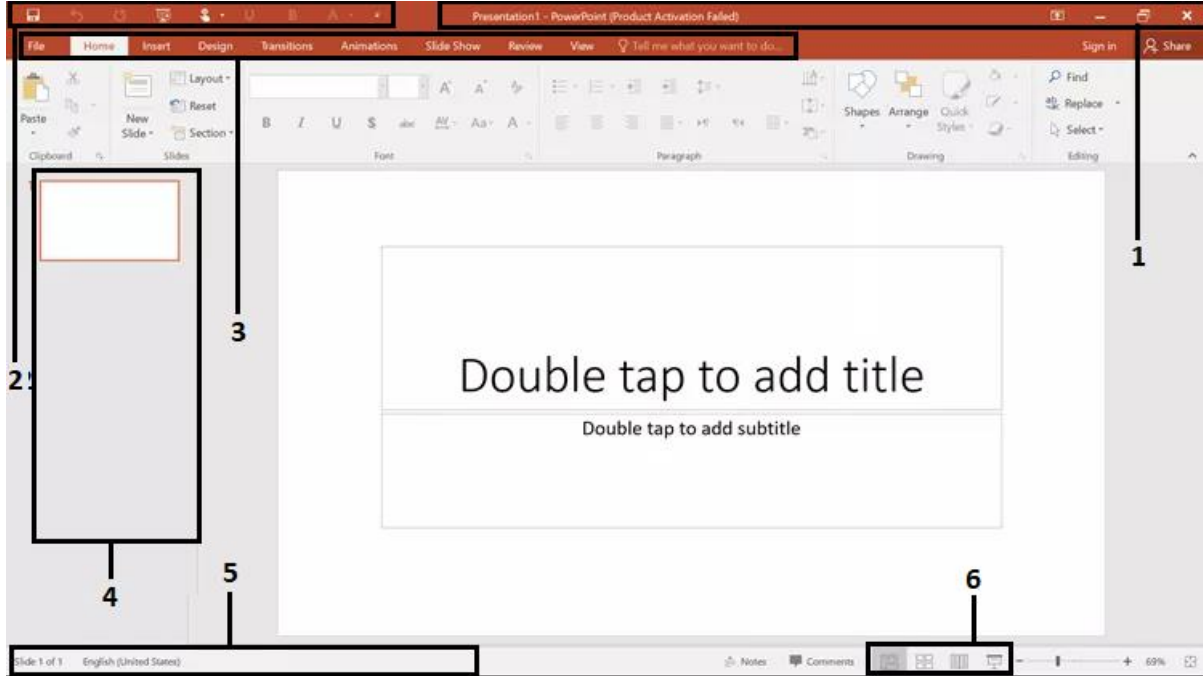 Presentation1 - PowerPoint (Product Activation Failed)
File Home Insert Design Transitions Animations Slide Show Review View Tell me what you want to do... Sign in Share
Paste
New Slide
Layout
Reset
Section
B I U S abc AV Aa A
Shapes Arrange Quick Styles
Find
Replace
Select
Clipboard Slides Font Paragraph Drawing Editing
1
3
2
Double tap to add title
Double tap to add subtitle
4
5
6
Slide 1 of 1 English (United States) Notes Comments 69%